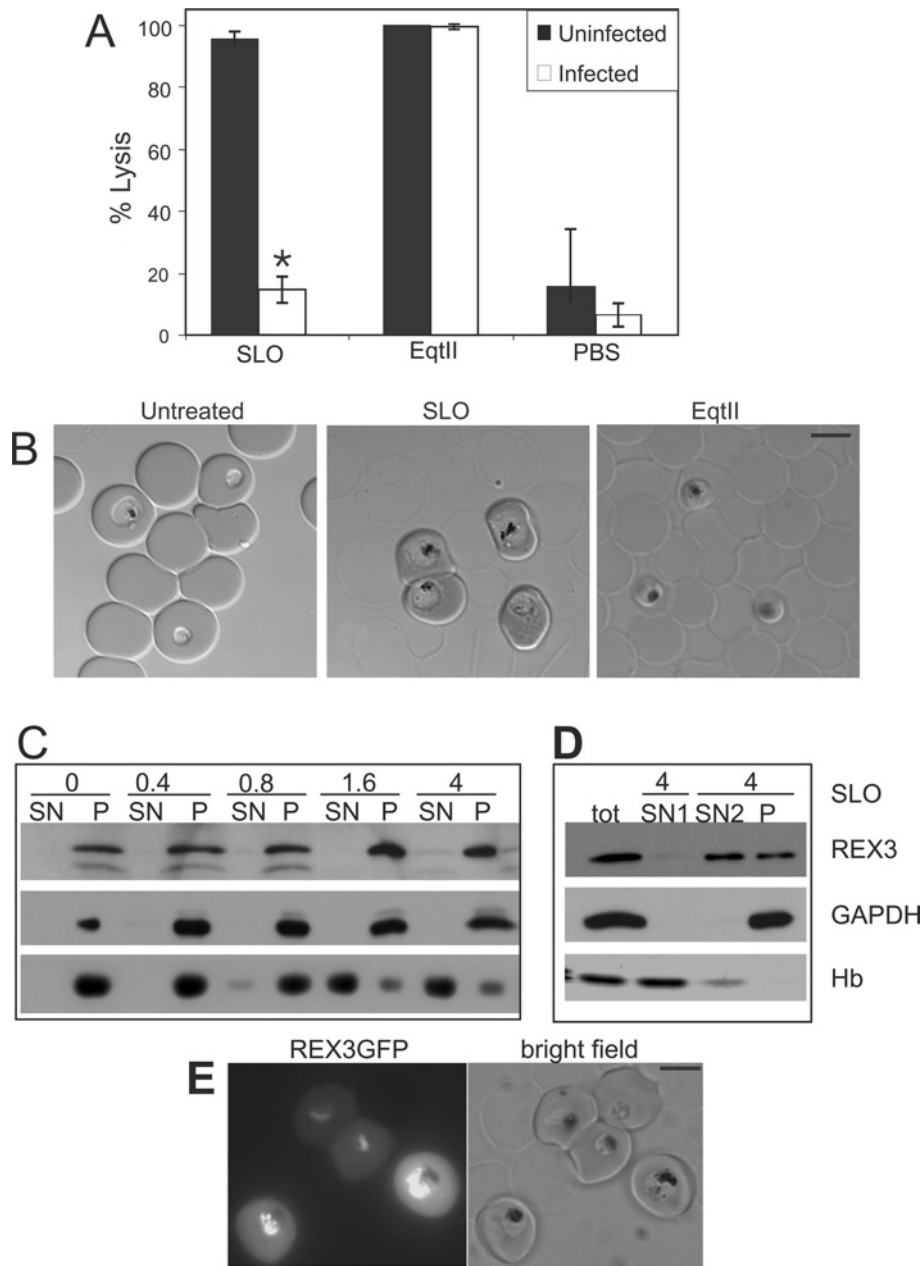 A
% Lysis
100
80
60
40
20
0
Uninfected
Infected
*
SLO EqtII PBS
B
Untreated SLO EqtII
C
0 0.4 0.8 1.6 4
SN P SN P SN P SN P SN P
D
4 4 SLO
tot SN1 SN2 P
REX3
GAPDH
Hb
E
REX3GFP bright field